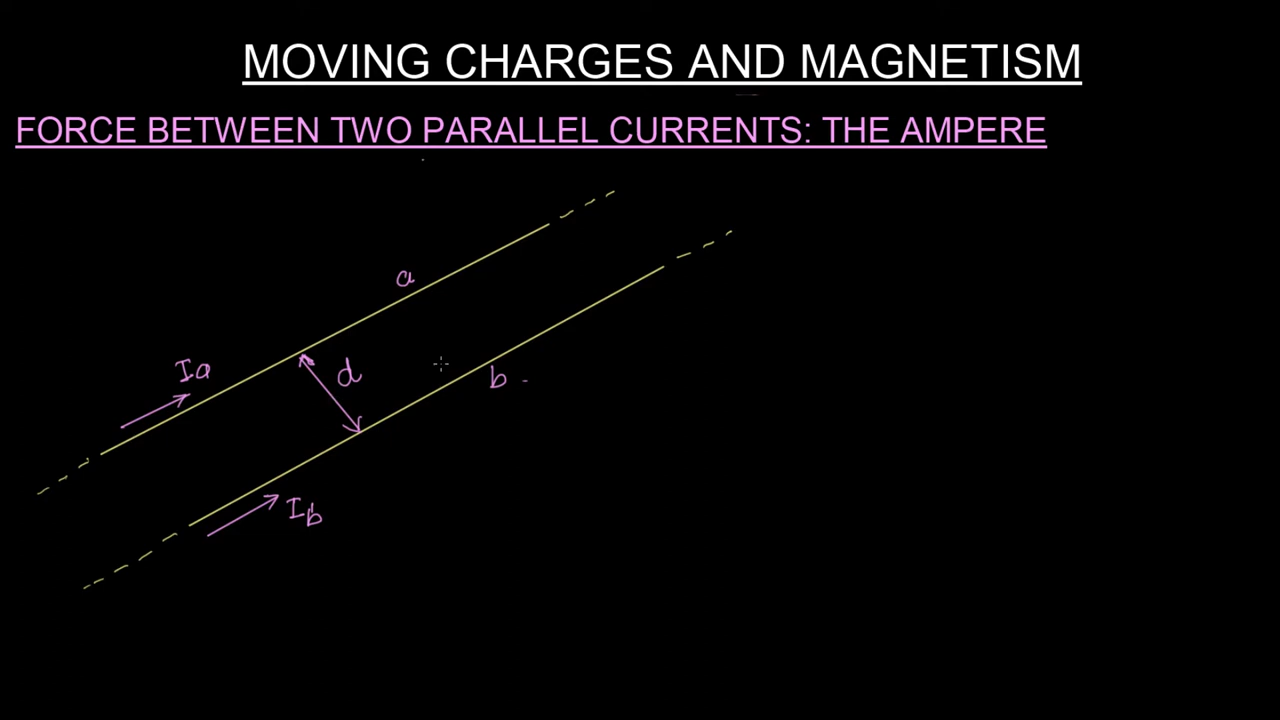 MOVING CHARGES AND MAGNETISM
FORCE BETWEEN TWO PARALLEL CURRENTS: THE AMPERE
a
Ia
d
b
Ib